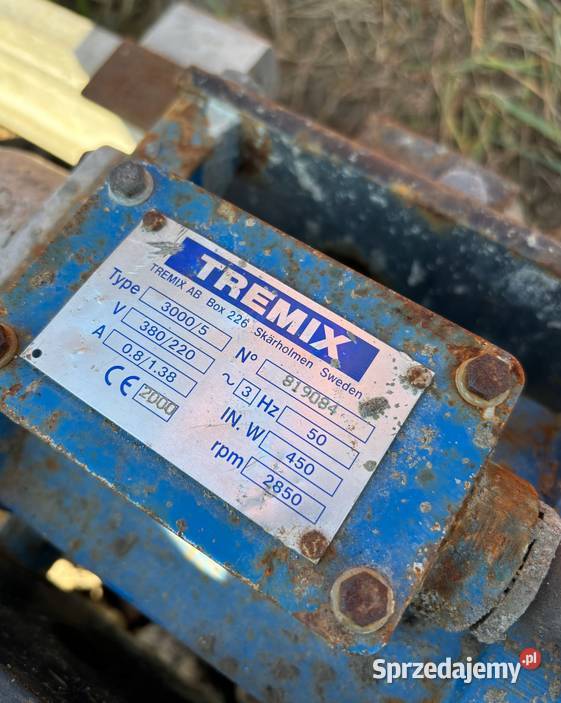 TREMIX
TREMIX AB Box 226 Skärholmen Sweden
Type 3000/5 N° 819084
V 380/220 ~ 3 Hz 50
A 0.8/1.38 IN. W 450
CE 2000 rpm 2850
Sprzedajemy.pl